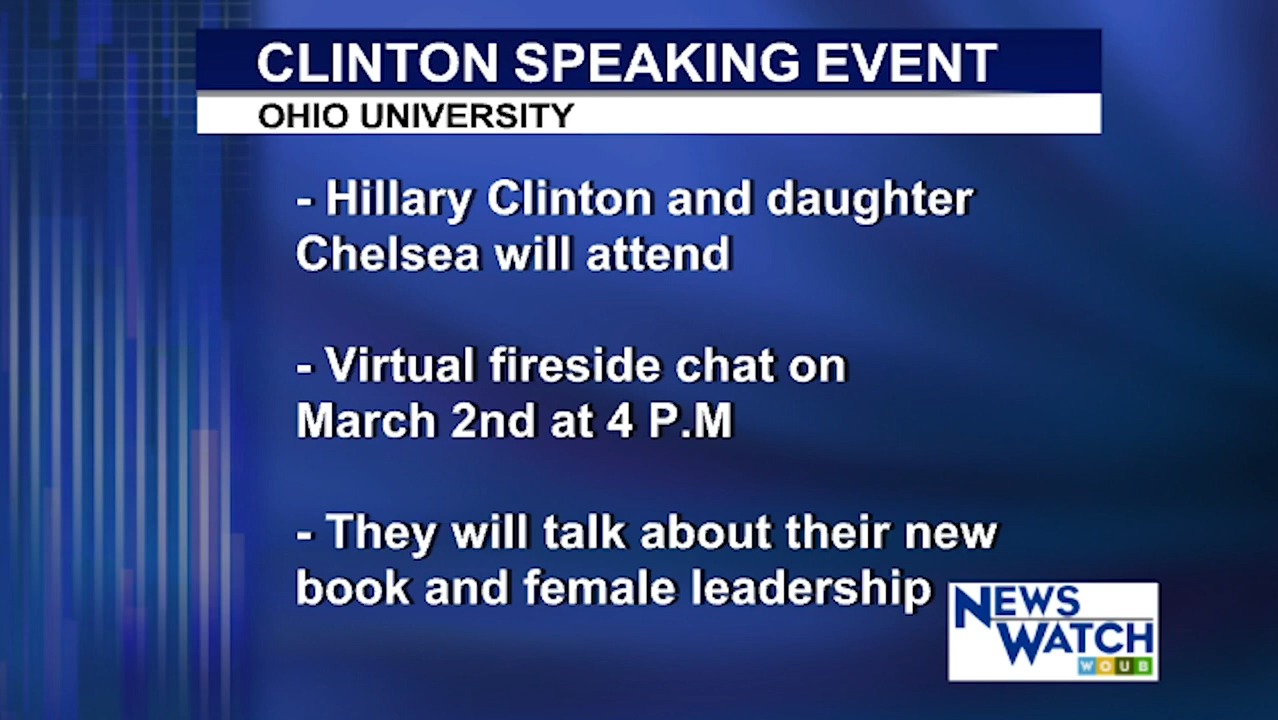 CLINTON SPEAKING EVENT
OHIO UNIVERSITY
- Hillary Clinton and daughter
Chelsea will attend
- Virtual fireside chat on
March 2nd at 4 P.M
- They will talk about their new
book and female leadership
NEWS
WATCH
WOUB